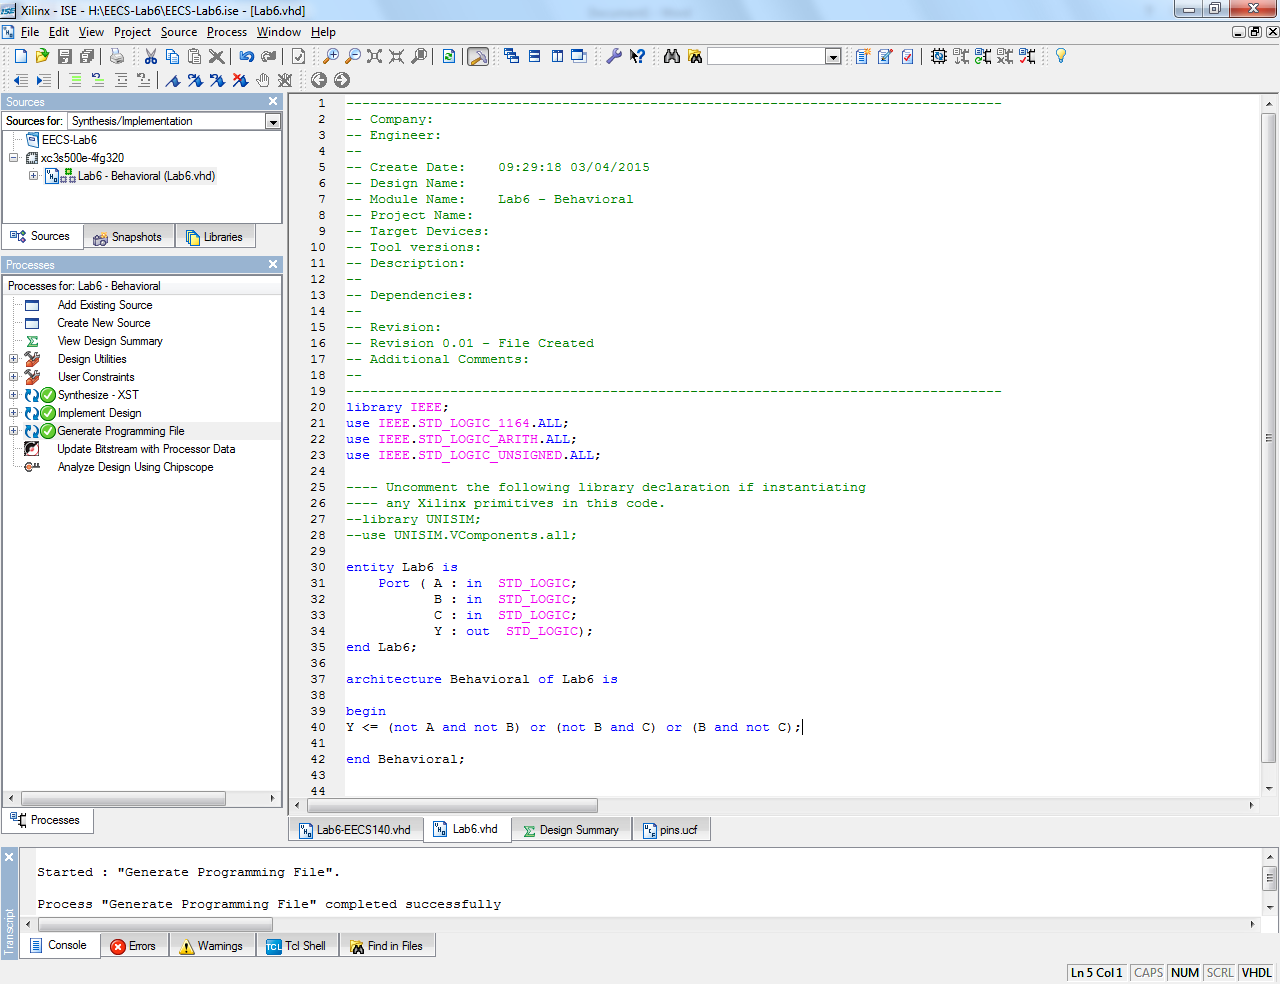 Xilinx - ISE - H:\EECS-Lab6\EECS-Lab6.ise - [Lab6.vhd]
File Edit View Project Source Process Window Help
Sources
Sources for: Synthesis/Implementation
EECS-Lab6
xc3s500e-4fg320
Lab6 - Behavioral (Lab6.vhd)
Sources Snapshots Libraries
Processes
Processes for: Lab6 - Behavioral
Add Existing Source
Create New Source
View Design Summary
Design Utilities
User Constraints
Synthesize - XST
Implement Design
Generate Programming File
Update Bitstream with Processor Data
Analyze Design Using Chipscope
Processes
1 ----------------------------------------------------------------------------------
2 -- Company:
3 -- Engineer:
4 --
5 -- Create Date:    09:29:18 03/04/2015
6 -- Design Name:
7 -- Module Name:    Lab6 - Behavioral
8 -- Project Name:
9 -- Target Devices:
10 -- Tool versions:
11 -- Description:
12 --
13 -- Dependencies:
14 --
15 -- Revision:
16 -- Revision 0.01 - File Created
17 -- Additional Comments:
18 --
19 ----------------------------------------------------------------------------------
20 library IEEE;
21 use IEEE.STD_LOGIC_1164.ALL;
22 use IEEE.STD_LOGIC_ARITH.ALL;
23 use IEEE.STD_LOGIC_UNSIGNED.ALL;
24
25 ---- Uncomment the following library declaration if instantiating
26 ---- any Xilinx primitives in this code.
27 --library UNISIM;
28 --use UNISIM.VComponents.all;
29
30 entity Lab6 is
31     Port ( A : in  STD_LOGIC;
32            B : in  STD_LOGIC;
33            C : in  STD_LOGIC;
34            Y : out  STD_LOGIC);
35 end Lab6;
36
37 architecture Behavioral of Lab6 is
38
39 begin
40 Y <= (not A and not B) or (not B and C) or (B and not C);
41
42 end Behavioral;
43
44
Lab6-EECS140.vhd Lab6.vhd Design Summary pins.ucf
Started : "Generate Programming File".
Process "Generate Programming File" completed successfully
Transcript
Console Errors Warnings Tcl Shell Find in Files
Ln 5 Col 1 CAPS NUM SCRL VHDL